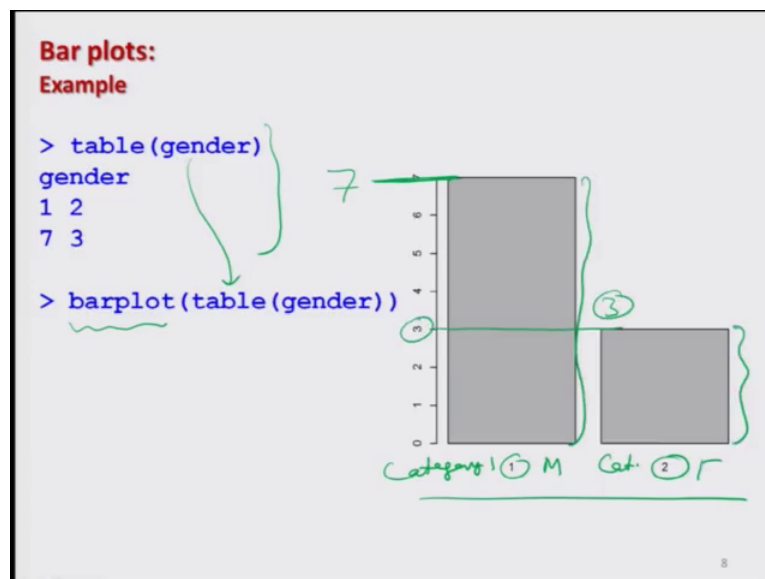 Bar plots:
Example
> table(gender)
gender
1 2
7 3
> barplot(table(gender))
7
7
6
5
4
3
2
1
0
3
Category 1 1 M
Cat. 2 F
8